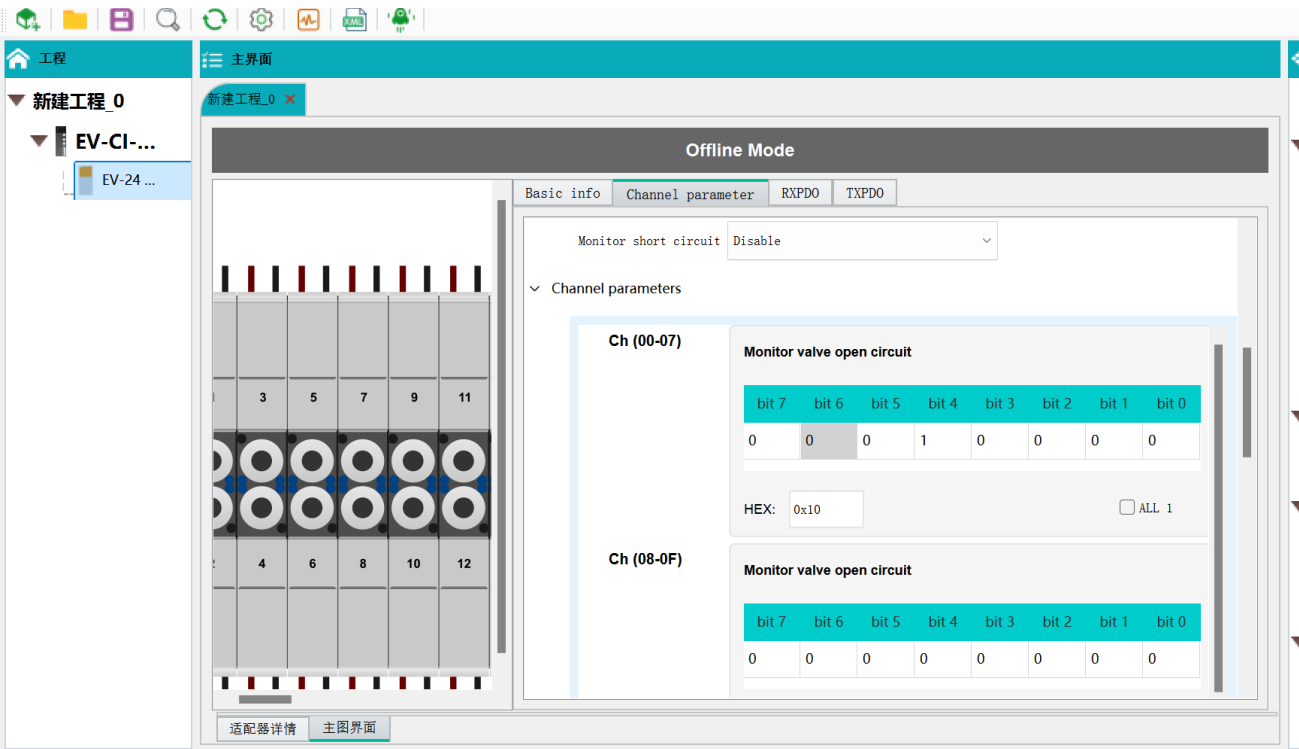 XML
工程
主界面
新建工程_0
EV-CI-...
EV-24 ...
新建工程_0 ×
Offline Mode
Basic info
Channel parameter
RXPDO
TXPDO
Monitor short circuit Disable
Channel parameters
Ch (00-07)
Monitor valve open circuit
bit 7 bit 6 bit 5 bit 4 bit 3 bit 2 bit 1 bit 0
0 0 0 1 0 0 0 0
HEX: 0x10
ALL 1
Ch (08-0F)
Monitor valve open circuit
bit 7 bit 6 bit 5 bit 4 bit 3 bit 2 bit 1 bit 0
0 0 0 0 0 0 0 0
3 5 7 9 11
4 6 8 10 12
适配器详情
主图界面